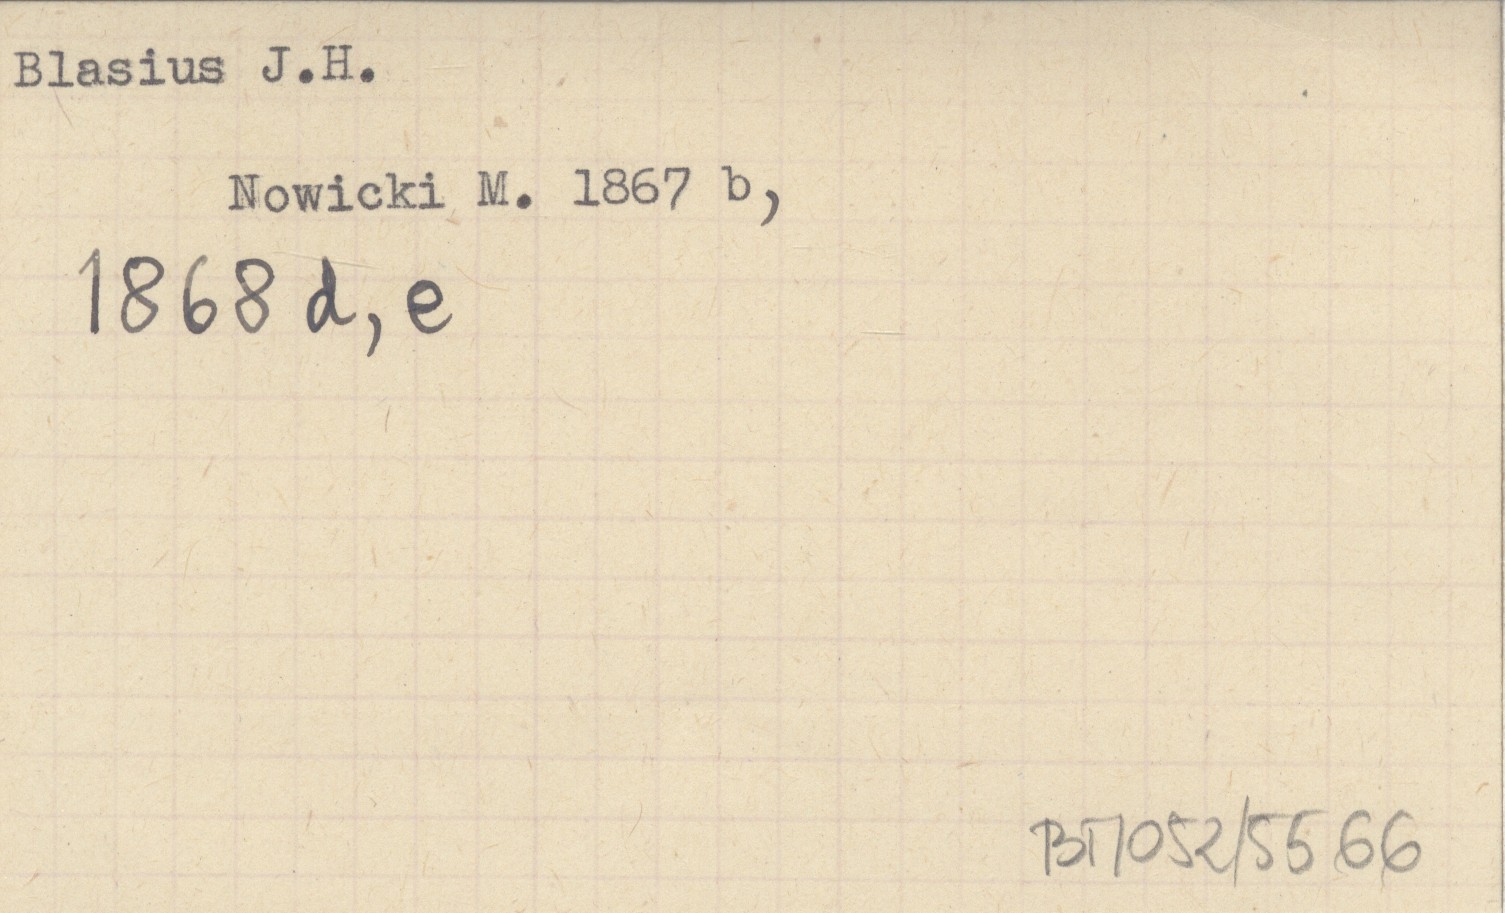 Blasius J.H.
Nowicki M. 1867 b,
1868 d, e
BT/052/5566